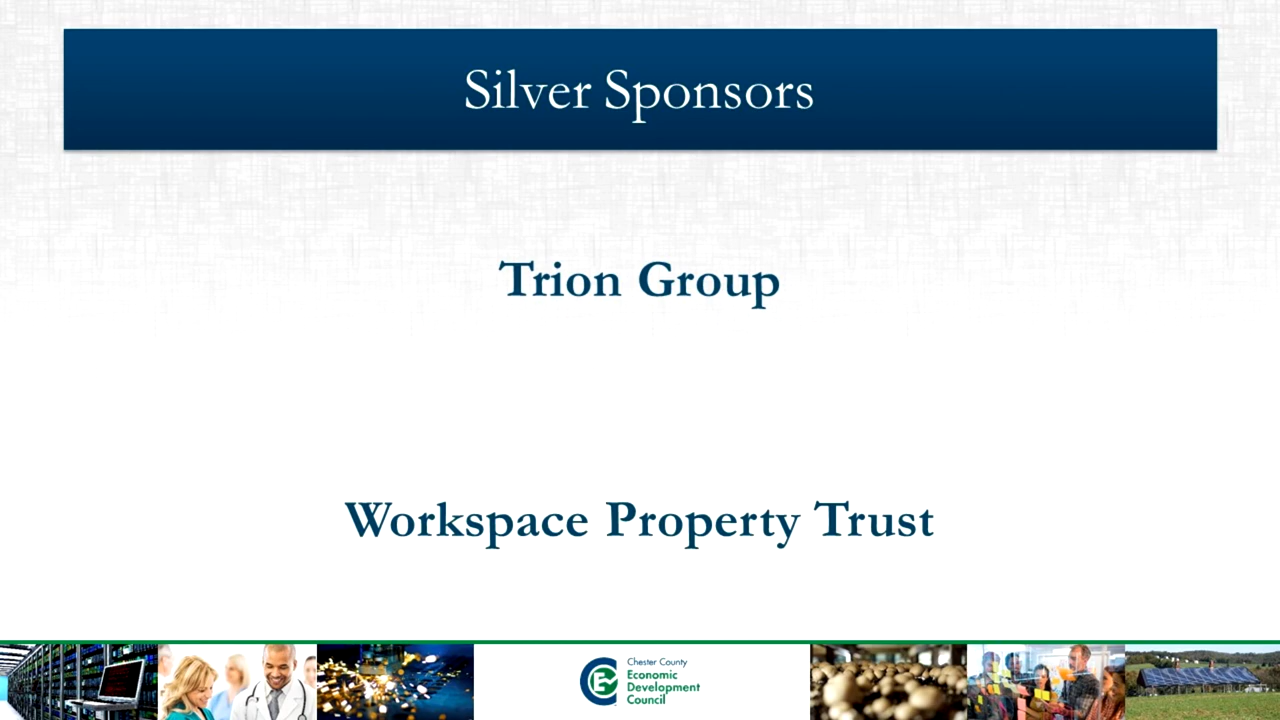 Silver Sponsors
Trion Group
Workspace Property Trust
Chester County
Economic
Development
Council